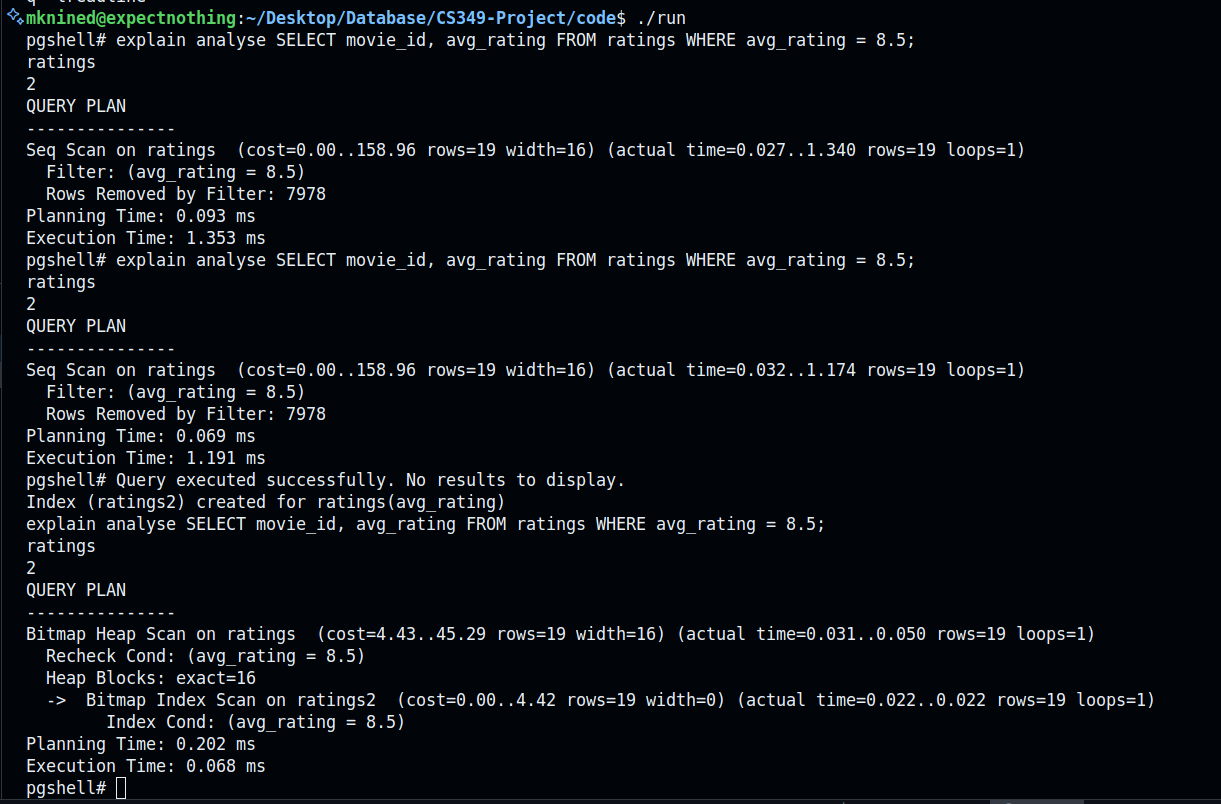 mknined@expectnothing:~/Desktop/Database/CS349-Project/code$ ./run
pgshell# explain analyse SELECT movie_id, avg_rating FROM ratings WHERE avg_rating = 8.5;
ratings
2
QUERY PLAN
---------------
Seq Scan on ratings  (cost=0.00..158.96 rows=19 width=16) (actual time=0.027..1.340 rows=19 loops=1)
  Filter: (avg_rating = 8.5)
  Rows Removed by Filter: 7978
Planning Time: 0.093 ms
Execution Time: 1.353 ms
pgshell# explain analyse SELECT movie_id, avg_rating FROM ratings WHERE avg_rating = 8.5;
ratings
2
QUERY PLAN
---------------
Seq Scan on ratings  (cost=0.00..158.96 rows=19 width=16) (actual time=0.032..1.174 rows=19 loops=1)
  Filter: (avg_rating = 8.5)
  Rows Removed by Filter: 7978
Planning Time: 0.069 ms
Execution Time: 1.191 ms
pgshell# Query executed successfully. No results to display.
Index (ratings2) created for ratings(avg_rating)
explain analyse SELECT movie_id, avg_rating FROM ratings WHERE avg_rating = 8.5;
ratings
2
QUERY PLAN
---------------
Bitmap Heap Scan on ratings  (cost=4.43..45.29 rows=19 width=16) (actual time=0.031..0.050 rows=19 loops=1)
  Recheck Cond: (avg_rating = 8.5)
  Heap Blocks: exact=16
  ->  Bitmap Index Scan on ratings2  (cost=0.00..4.42 rows=19 width=0) (actual time=0.022..0.022 rows=19 loops=1)
        Index Cond: (avg_rating = 8.5)
Planning Time: 0.202 ms
Execution Time: 0.068 ms
pgshell#